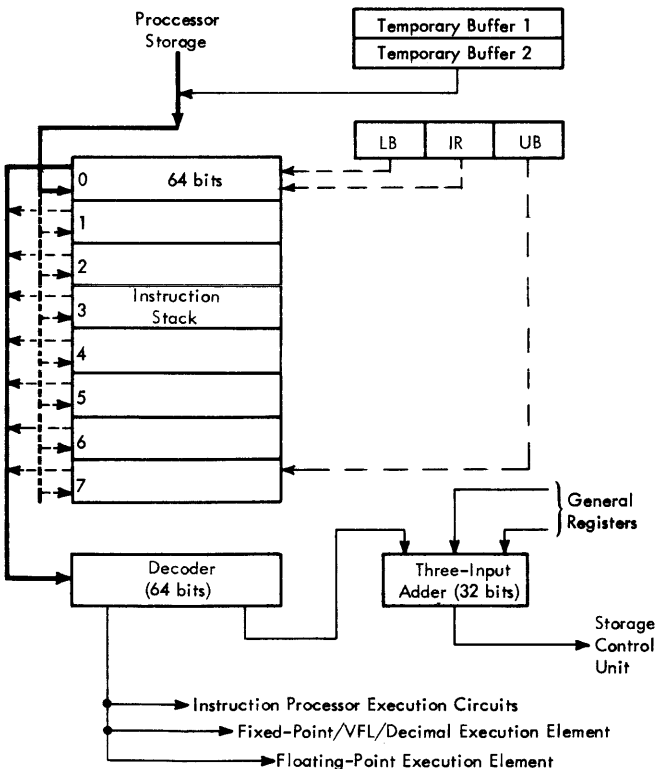 Proccessor
Storage
Temporary Buffer 1
Temporary Buffer 2
LB IR UB
0 64 bits
1
2
3 Instruction
Stack
4
5
6
7
General
Registers
Decoder
(64 bits)
Three-Input
Adder (32 bits)
Storage
Control
Unit
Instruction Processor Execution Circuits
Fixed-Point/VFL/Decimal Execution Element
Floating-Point Execution Element